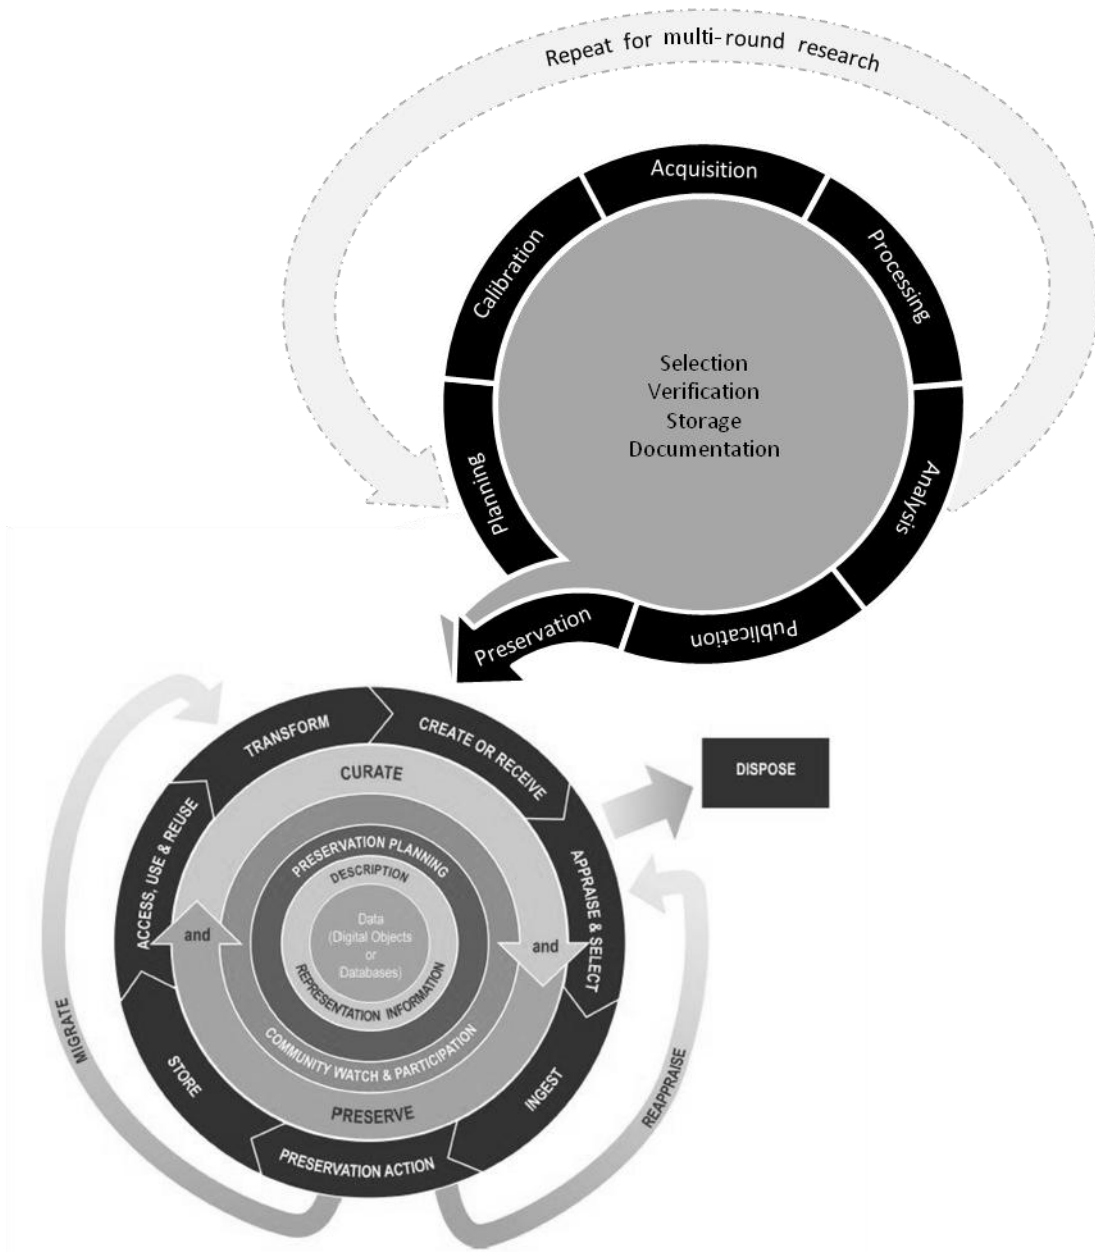 Repeat for multi-round research
Acquisition
Calibration
Processing
Selection
Verification
Storage
Documentation
Planning
Analysis
Preservation
Publication
TRANSFORM
CREATE OR RECEIVE
CURATE
DISPOSE
ACCESS, USE & REUSE
APPRAISE & SELECT
PRESERVATION PLANNING
DESCRIPTION
Data
(Digital Objects
or
Databases)
and
and
REPRESENTATION INFORMATION
COMMUNITY WATCH & PARTICIPATION
MIGRATE
STORE
PRESERVE
INGEST
REAPPRAISE
PRESERVATION ACTION